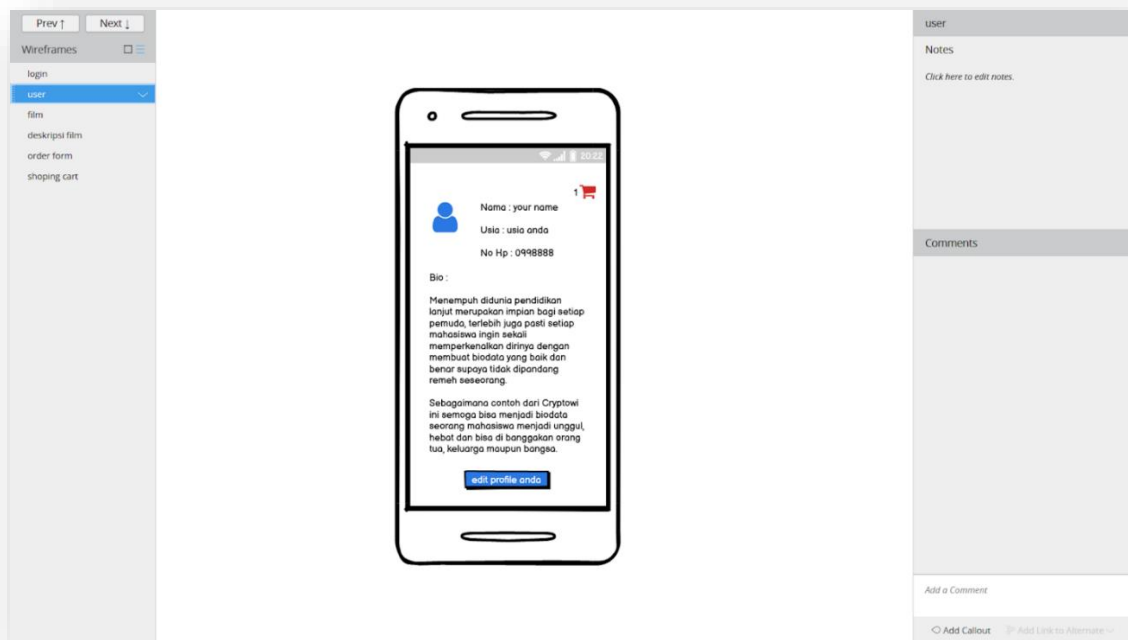 Prev ↑ Next ↓
Wireframes
login
user
film
deskripsi film
order form
shoping cart
20:22
1
Nama : your name
Usia : usia anda
No Hp : 0998888
Bio :
Menempuh didunia pendidikan
lanjut merupakan impian bagi setiap
pemuda, terlebih juga pasti setiap
mahasiswa ingin sekali
memperkenalkan dirinya dengan
membuat biodata yang baik dan
benar supaya tidak dipandang
remeh seseorang.
Sebagaimana contoh dari Cryptowi
ini semoga bisa menjadi biodata
seorang mahasiswa menjadi unggul,
hebat dan bisa di banggakan orang
tua, keluarga maupun bangsa.
edit profile anda
user
Notes
Click here to edit notes.
Comments
Add a Comment
Add Callout Add Link to Alternate